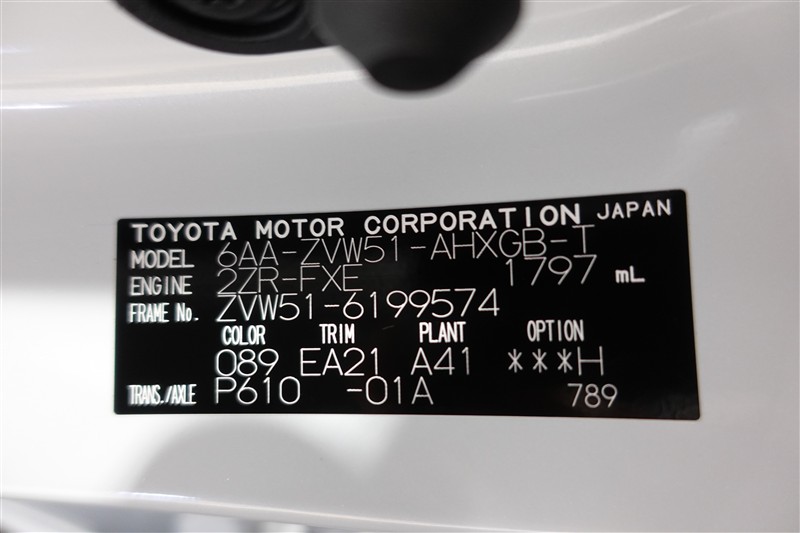 TOYOTA MOTOR CORPORATION JAPAN
MODEL 6AA-ZVW51-AHXGB-T
ENGINE 2ZR-FXE 1797 mL
FRAME No. ZVW51-6199574
COLOR TRIM PLANT OPTION
089 EA21 A41 ***H
TRANS./AXLE P610 -01A 789